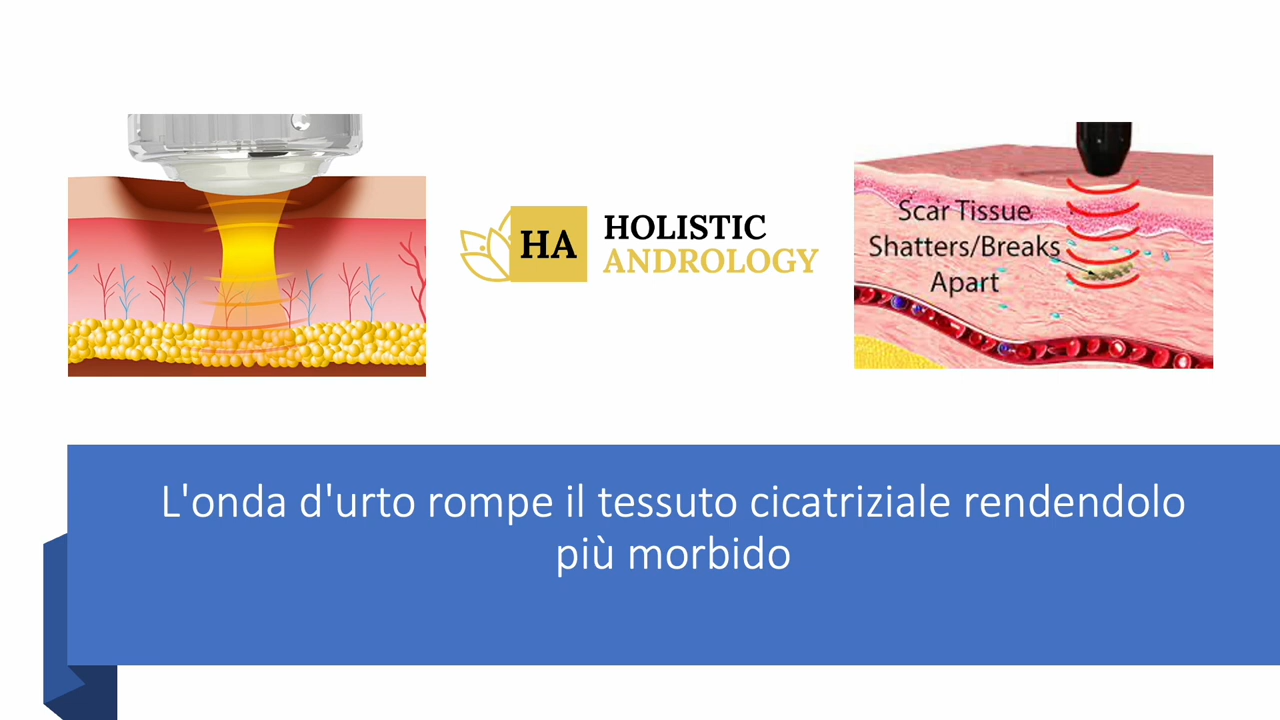 HA
HOLISTIC
ANDROLOGY
Scar Tissue
Shatters/Breaks
Apart
L'onda d'urto rompe il tessuto cicatriziale rendendolo
più morbido